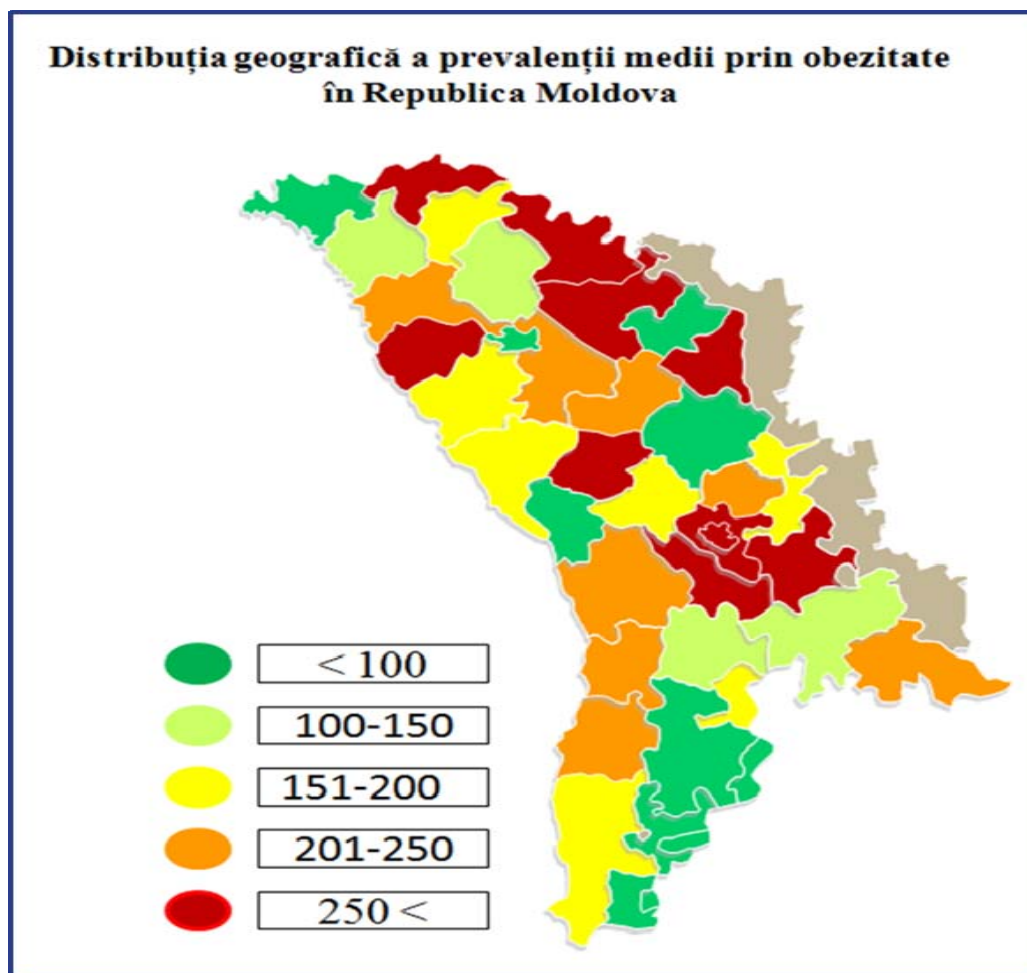 Distribuția geografică a prevalenții medii prin obezitate
în Republica Moldova
< 100
100-150
151-200
201-250
250 <